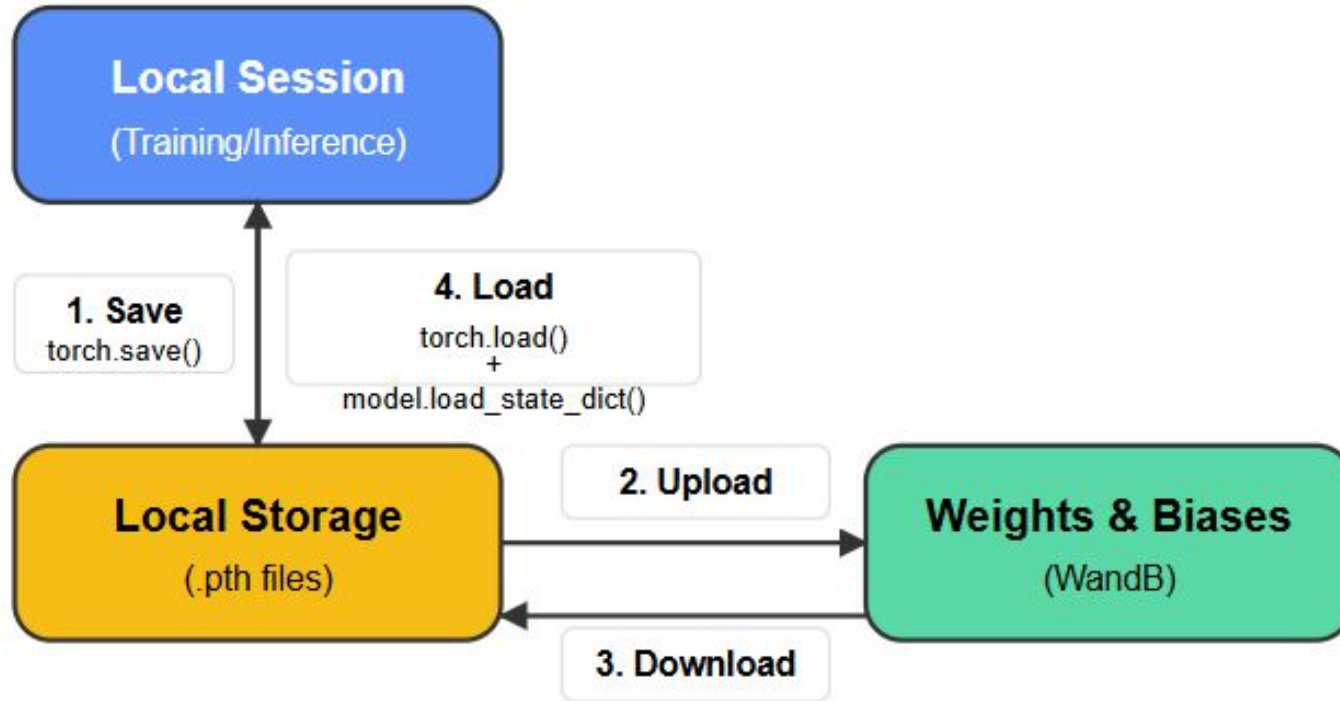 Local Session
(Training/Inference)
1. Save
torch.save()
4. Load
torch.load()
+
model.load_state_dict()
Local Storage
(.pth files)
2. Upload
3. Download
Weights & Biases
(WandB)